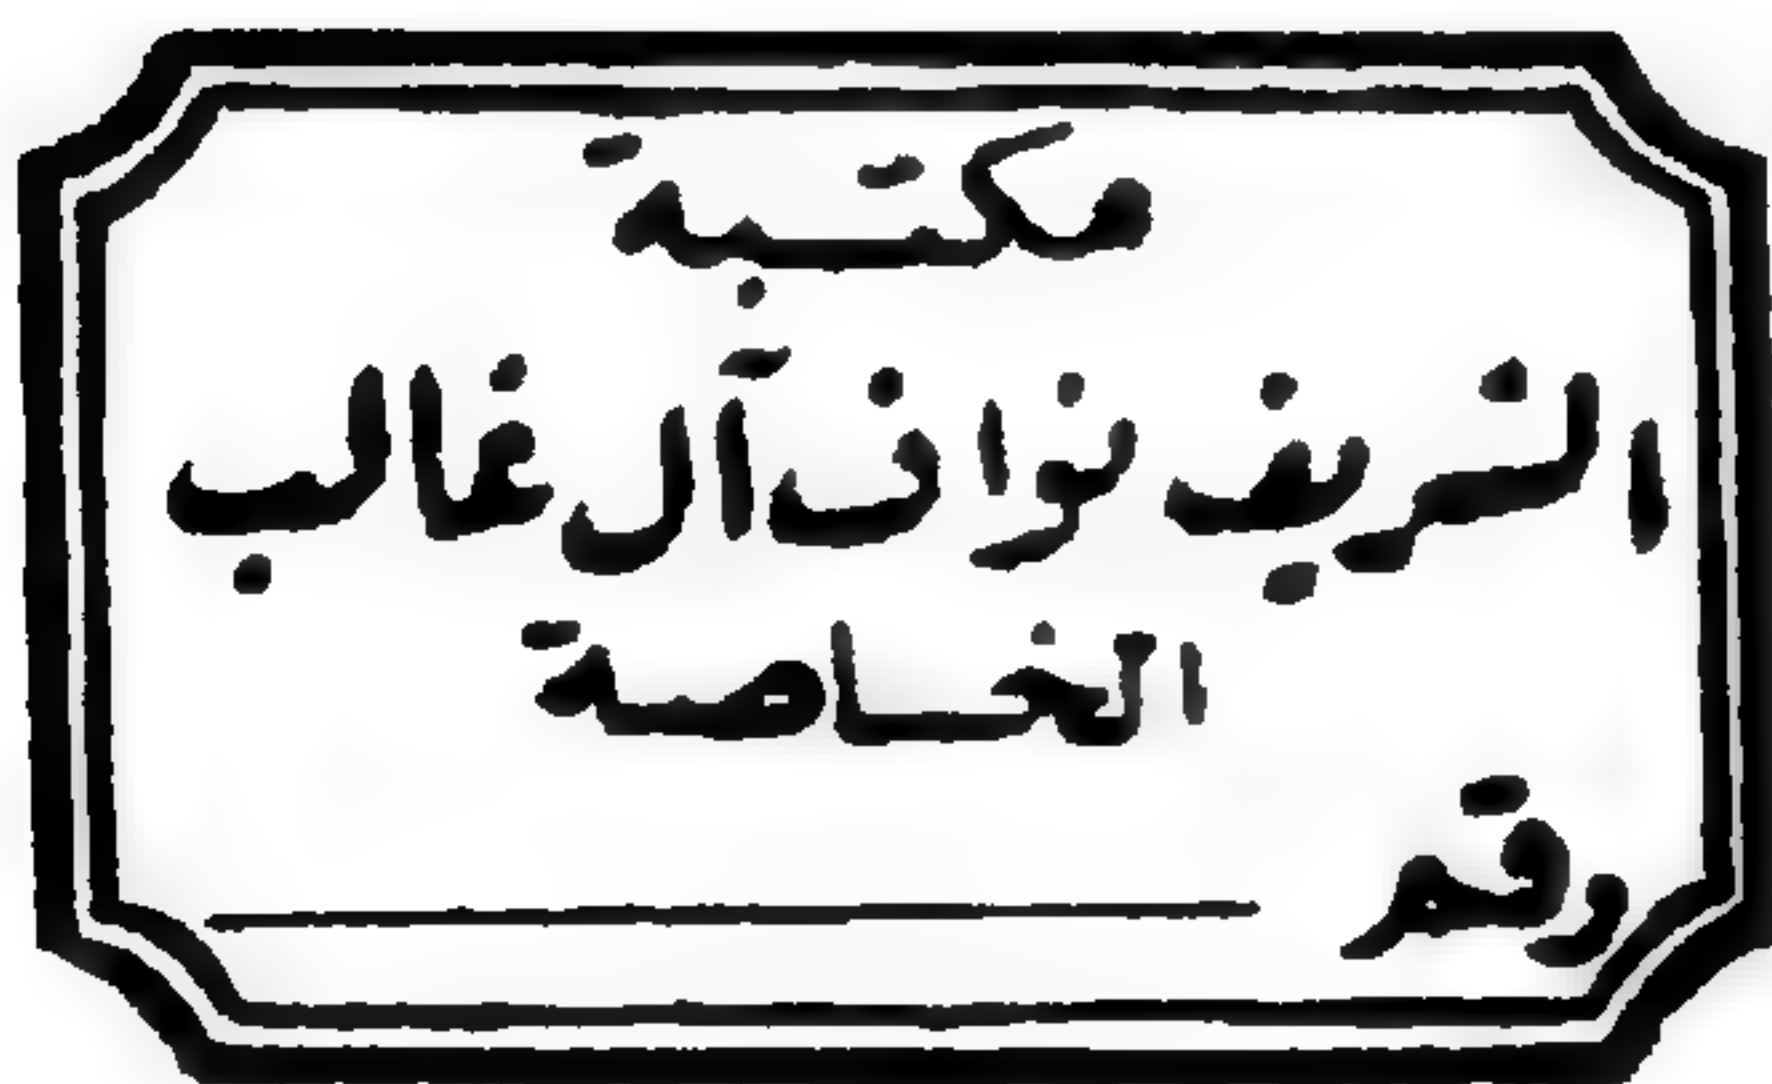 مكتبة
الشريف نواف آل غالب
الخاصة
رقم